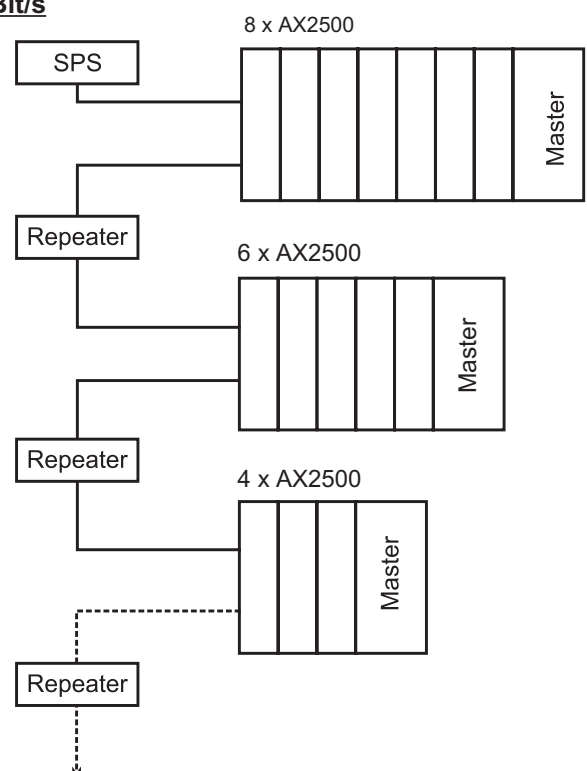 Bit/s
8 x AX2500
SPS
Master
Repeater
6 x AX2500
Master
Repeater
4 x AX2500
Master
Repeater